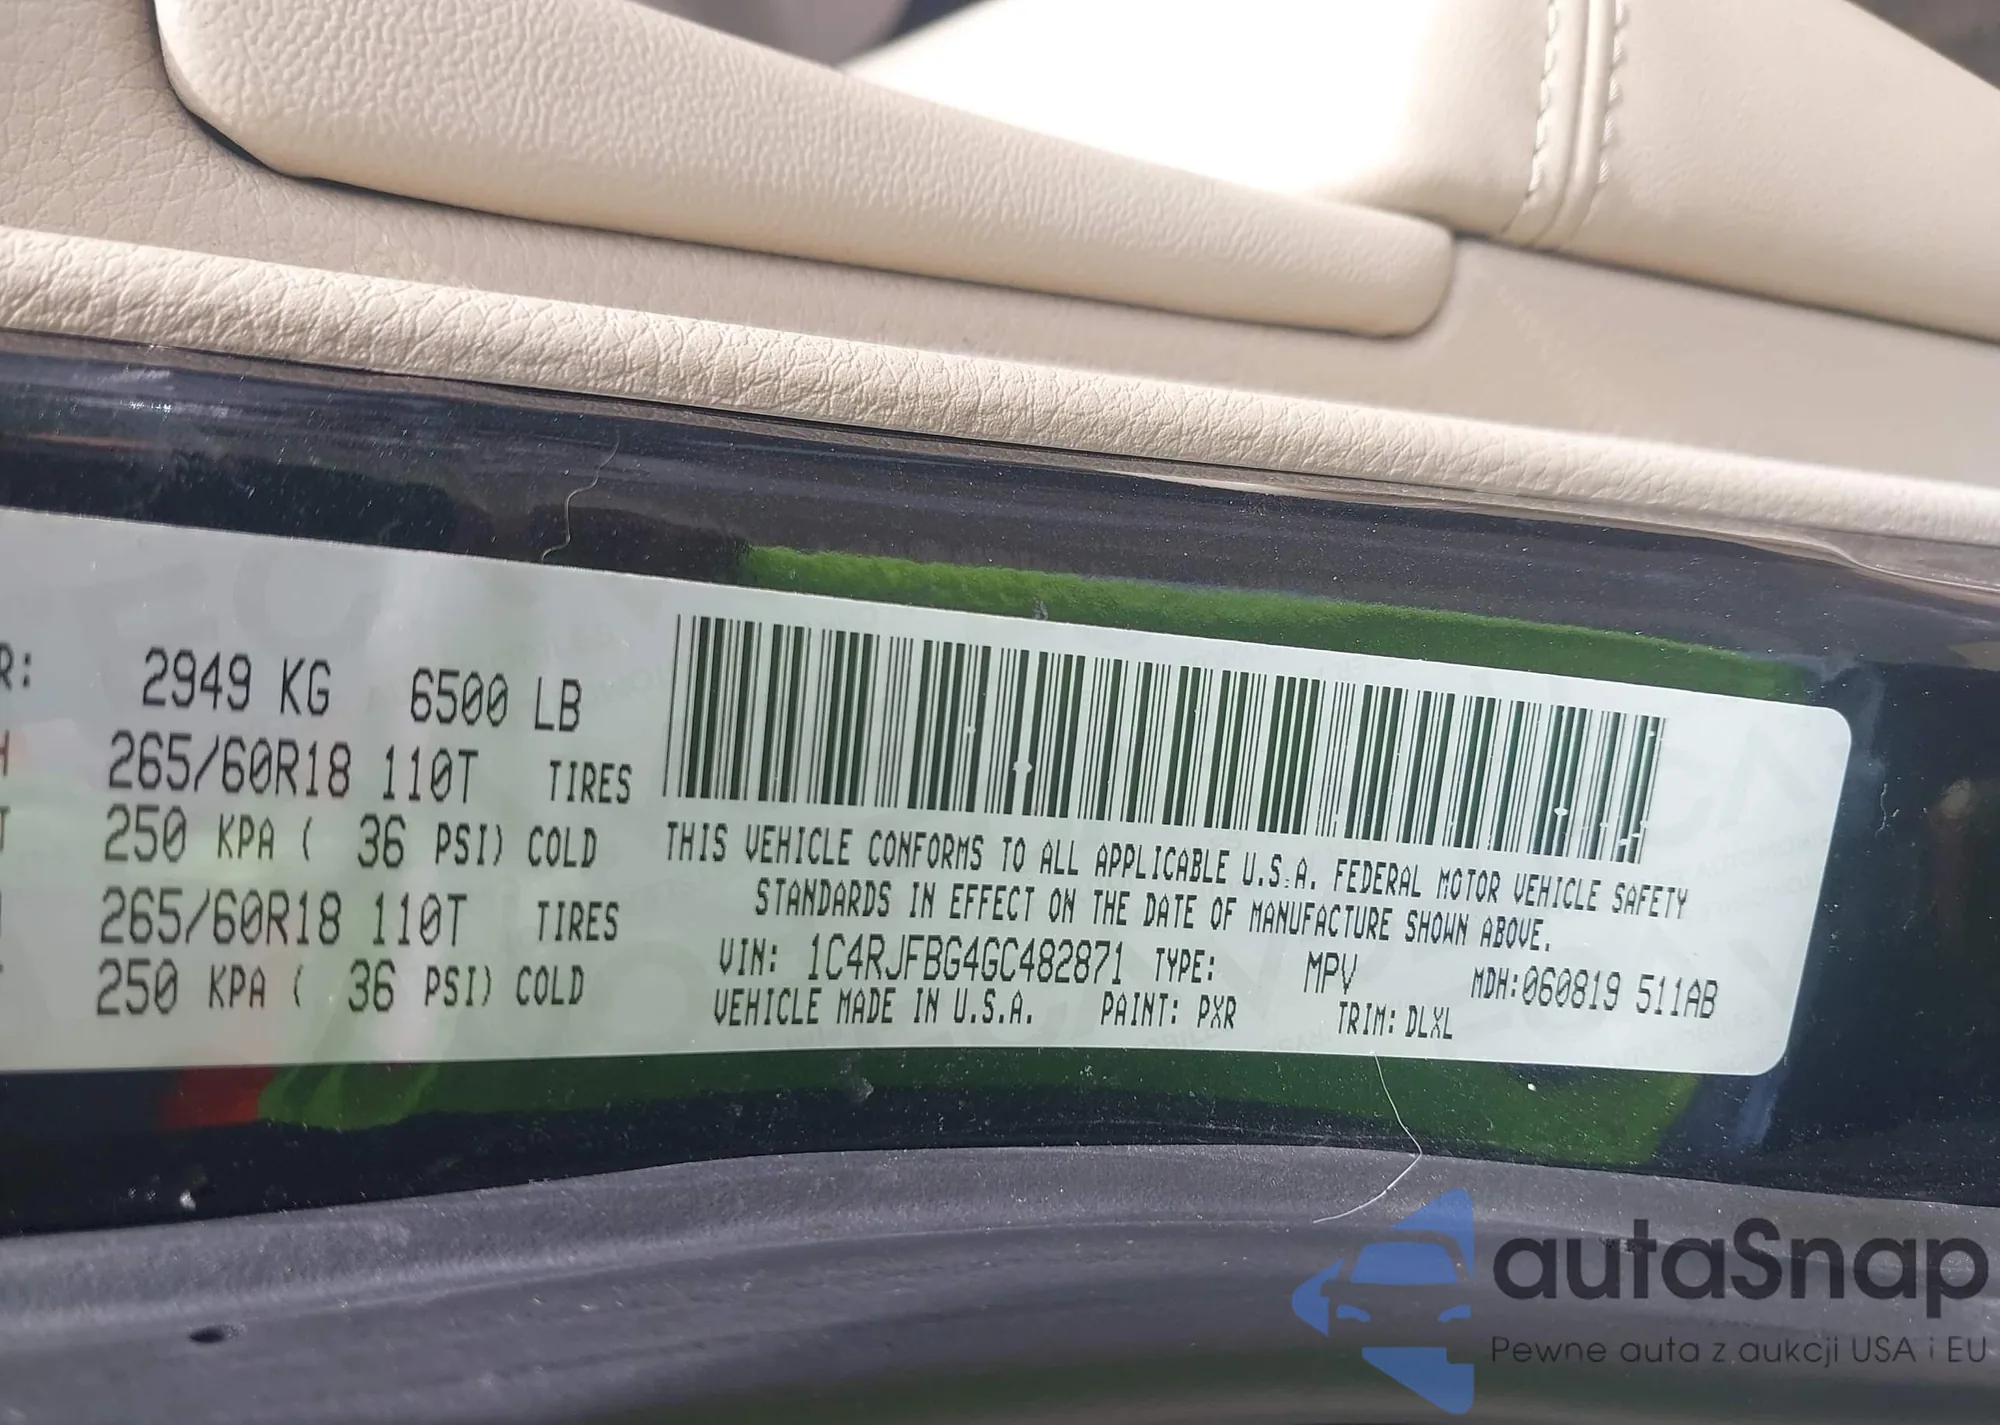 R: 2949 KG 6500 LB
H 265/60R18 110T TIRES
250 KPA ( 36 PSI) COLD
265/60R18 110T TIRES
250 KPA ( 36 PSI) COLD
THIS VEHICLE CONFORMS TO ALL APPLICABLE U.S.A. FEDERAL MOTOR VEHICLE SAFETY
STANDARDS IN EFFECT ON THE DATE OF MANUFACTURE SHOWN ABOVE.
VIN: 1C4RJFBG4GC482871 TYPE: MPV MDH:060819 511AB
VEHICLE MADE IN U.S.A. PAINT: PXR TRIM: DLXL
autaSnap
Pewne auta z aukcji USA i EU